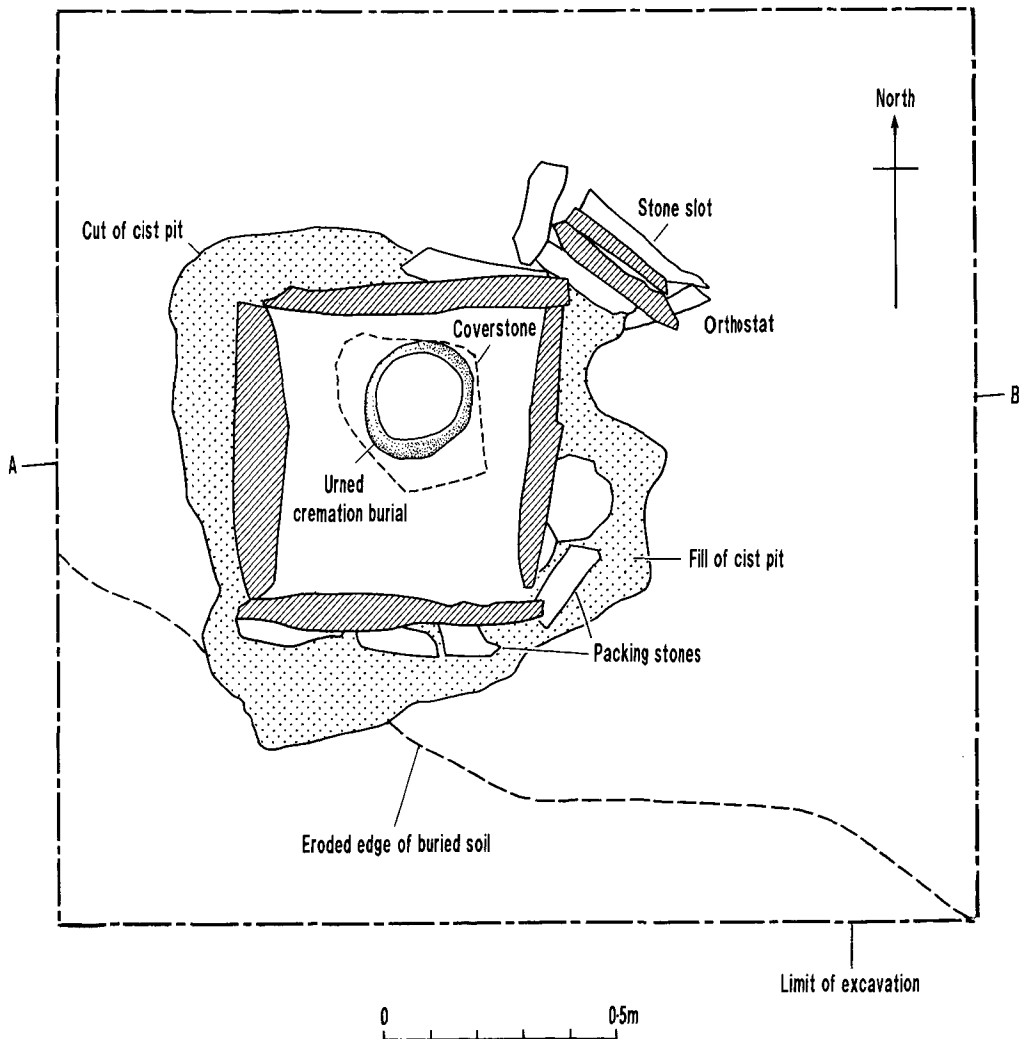 North
Stone slot
Cut of cist pit
Orthostat
Coverstone
B
A
Urned
cremation burial
Fill of cist pit
Packing stones
Eroded edge of buried soil
Limit of excavation
0 0·5m